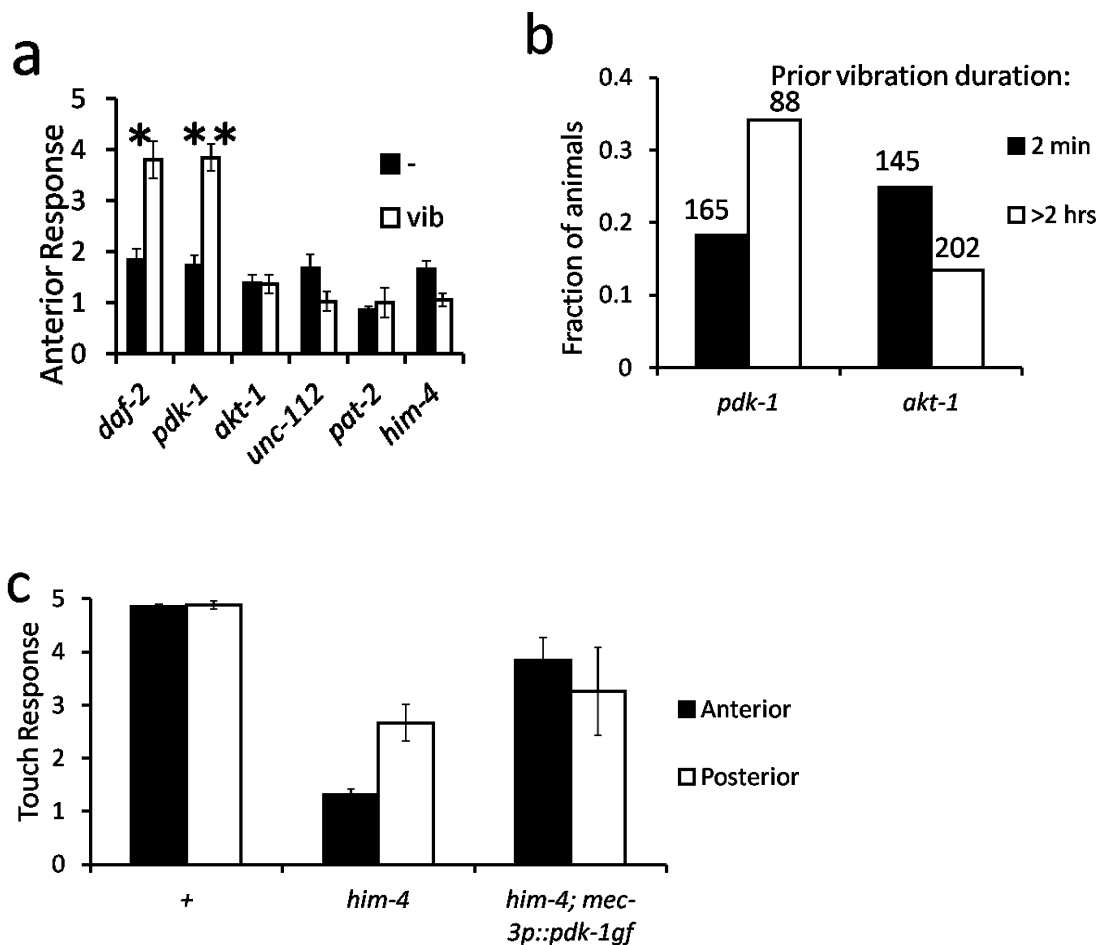 a
Anterior Response
5
4
3
2
1
0
* **
-
vib
daf-2
pdk-1
akt-1
unc-112
pat-2
him-4
b
Fraction of animals
0.4
0.3
0.2
0.1
0
Prior vibration duration:
88
165
145
202
2 min
>2 hrs
pdk-1
akt-1
c
Touch Response
5
4
3
2
1
0
Anterior
Posterior
+
him-4
him-4; mec-
3p::pdk-1gf